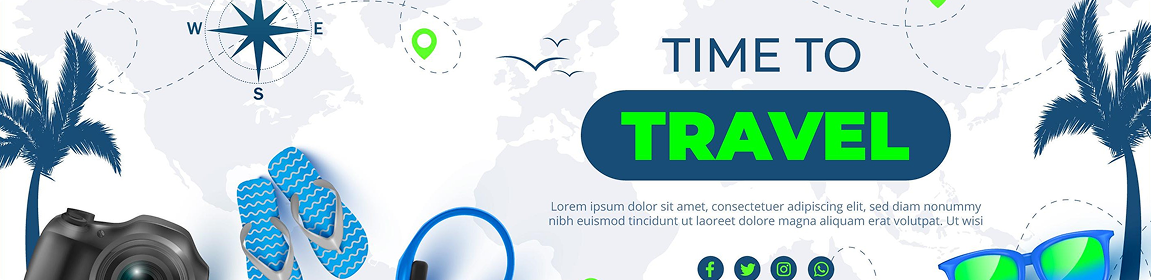 W
E
S
TIME TO
TRAVEL
Lorem ipsum dolor sit amet, consectetuer adipiscing elit, sed diam nonummy
nibh euismod tincidunt ut laoreet dolore magna aliquam erat volutpat. Ut wisi